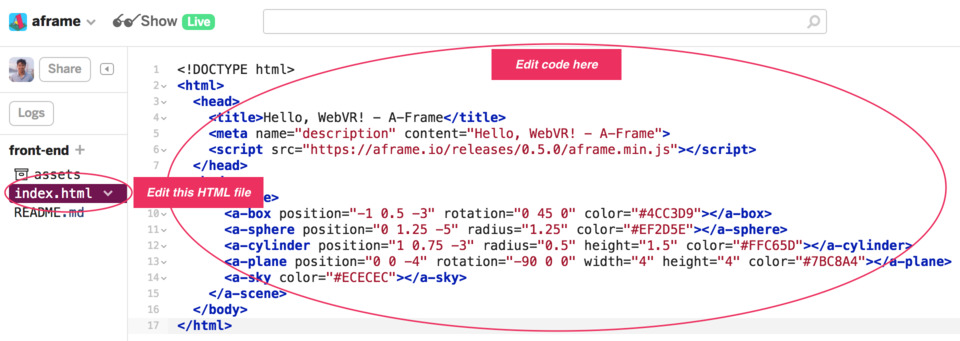 aframe
Show
Live
Share
Logs
front-end +
assets
index.html
README.md
Edit this HTML file
Edit code here
1 <!DOCTYPE html>
2 <html>
3 <head>
4 <title>Hello, WebVR! – A-Frame</title>
5 <meta name="description" content="Hello, WebVR! – A-Frame">
6 <script src="https://aframe.io/releases/0.5.0/aframe.min.js"></script>
7 </head>
10 <a-box position="-1 0.5 -3" rotation="0 45 0" color="#4CC3D9"></a-box>
11 <a-sphere position="0 1.25 -5" radius="1.25" color="#EF2D5E"></a-sphere>
12 <a-cylinder position="1 0.75 -3" radius="0.5" height="1.5" color="#FFC65D"></a-cylinder>
13 <a-plane position="0 0 -4" rotation="-90 0 0" width="4" height="4" color="#7BC8A4"></a-plane>
14 <a-sky color="#ECECEC"></a-sky>
15 </a-scene>
16 </body>
17 </html>